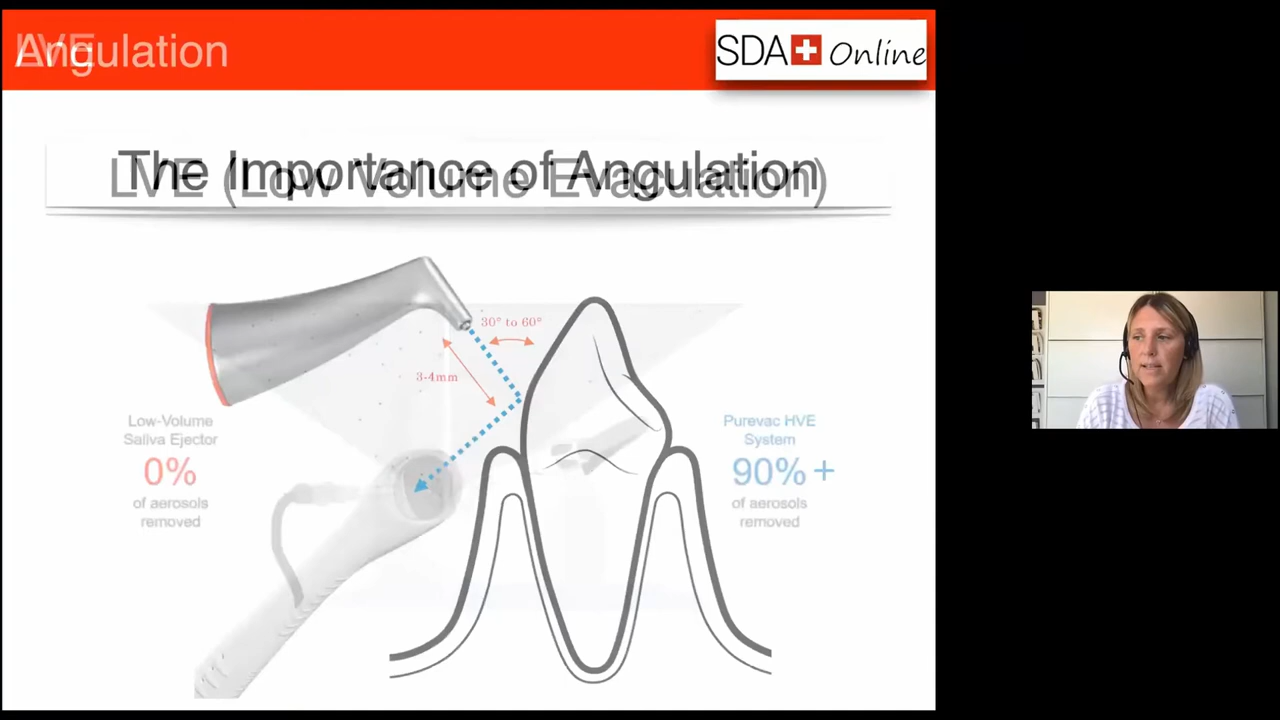 Angulation
LVE
SDA Online
The Importance of Angulation
LVE (Low Volume Evacuation)
30° to 60°
3-4mm
Low-Volume
Saliva Ejector
0%
of aerosols
removed
Purevac HVE
System
90% +
of aerosols
removed